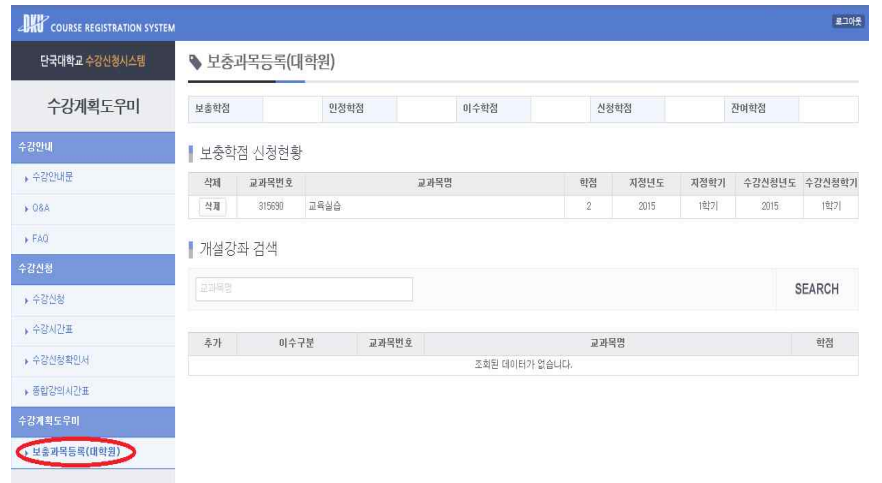 DKU COURSE REGISTRATION SYSTEM
로그아웃
단국대학교 수강신청시스템
수강계획도우미
수강안내
수강안내문
Q&A
FAQ
수강신청
수강신청
수강시간표
수강신청확인서
종합강의시간표
수강계획도우미
보충과목등록(대학원)
보충과목등록(대학원)
보충학점 인정학점 이수학점 신청학점 잔여학점
보충학점 신청현황
삭제 교과목번호 교과목명 학점 지정년도 지정학기 수강신청년도 수강신청학기
삭제 315690 교육실습 2 2015 1학기 2015 1학기
개설강좌 검색
교과목명 SEARCH
추가 이수구분 교과목번호 교과목명 학점
조회된 데이터가 없습니다.